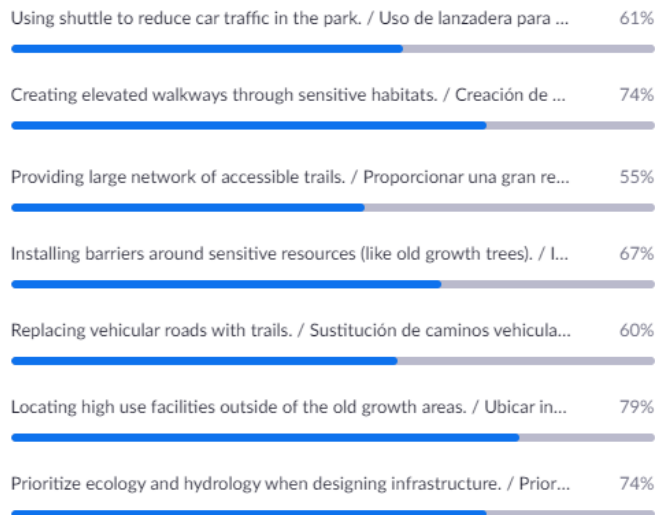 Using shuttle to reduce car traffic in the park. / Uso de lanzadera para ... 61%
Creating elevated walkways through sensitive habitats. / Creación de ... 74%
Providing large network of accessible trails. / Proporcionar una gran re... 55%
Installing barriers around sensitive resources (like old growth trees). / I... 67%
Replacing vehicular roads with trails. / Sustitución de caminos vehicula... 60%
Locating high use facilities outside of the old growth areas. / Ubicar in... 79%
Prioritize ecology and hydrology when designing infrastructure. / Prior... 74%